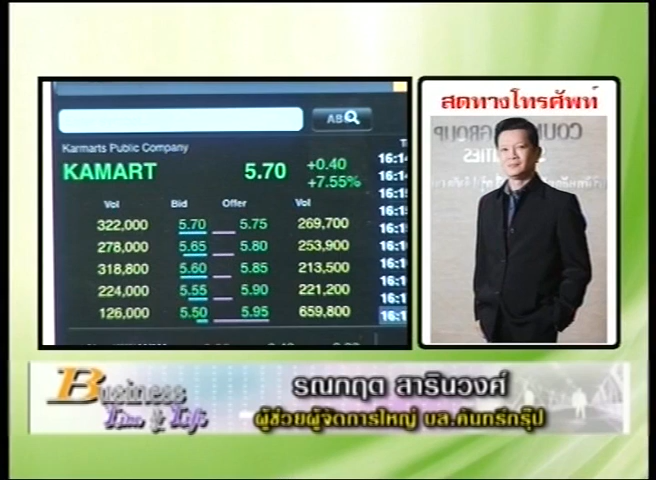 สดทางโทรศัพท์
AB
Karmarts Public Company
KAMART 5.70 +0.40
+7.55%
Vol Bid Offer Vol
322,000 5.70 5.75 269,700
278,000 5.65 5.80 253,900
318,800 5.60 5.85 213,500
224,000 5.55 5.90 221,200
126,000 5.50 5.95 659,800
Business
Line & Life
รณกฤต สารินวงศ์
ผู้ช่วยผู้จัดการใหญ่ บล.คันทรี่กรุ๊ป